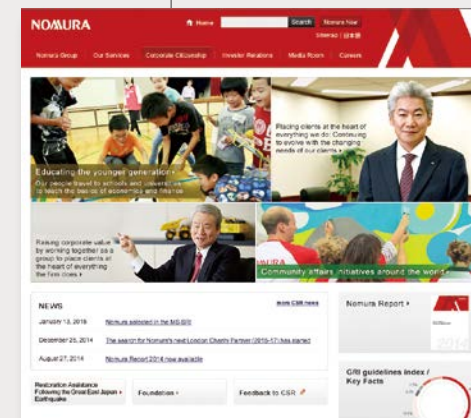 NOMURA
Home
Search
Nomura Now
Sitemap | 日本語
Nomura Group
Our Services
Corporate Citizenship
Investor Relations
Media Room
Careers
Placing clients at the heart of
everything we do: Continuing
to evolve with the changing
needs of our clients
Educating the younger generation
Our people travel to schools and universities
to teach the basics of economics and finance
Raising corporate value
by working together as a
group to place clients at
the heart of everything
the firm does
Community affairs initiatives around the world
NEWS
more CSR news
January 13, 2015
Nomura selected in the MS-SRI
December 25, 2014
The search for Nomura's next London Charity Partner (2015-17) has started
August 27, 2014
Nomura Report 2014 now available
Nomura Report
2014
GRI guidelines index /
Key Facts
Restoration Assistance
Following the Great East Japan
Earthquake
Foundation
Feedback to CSR